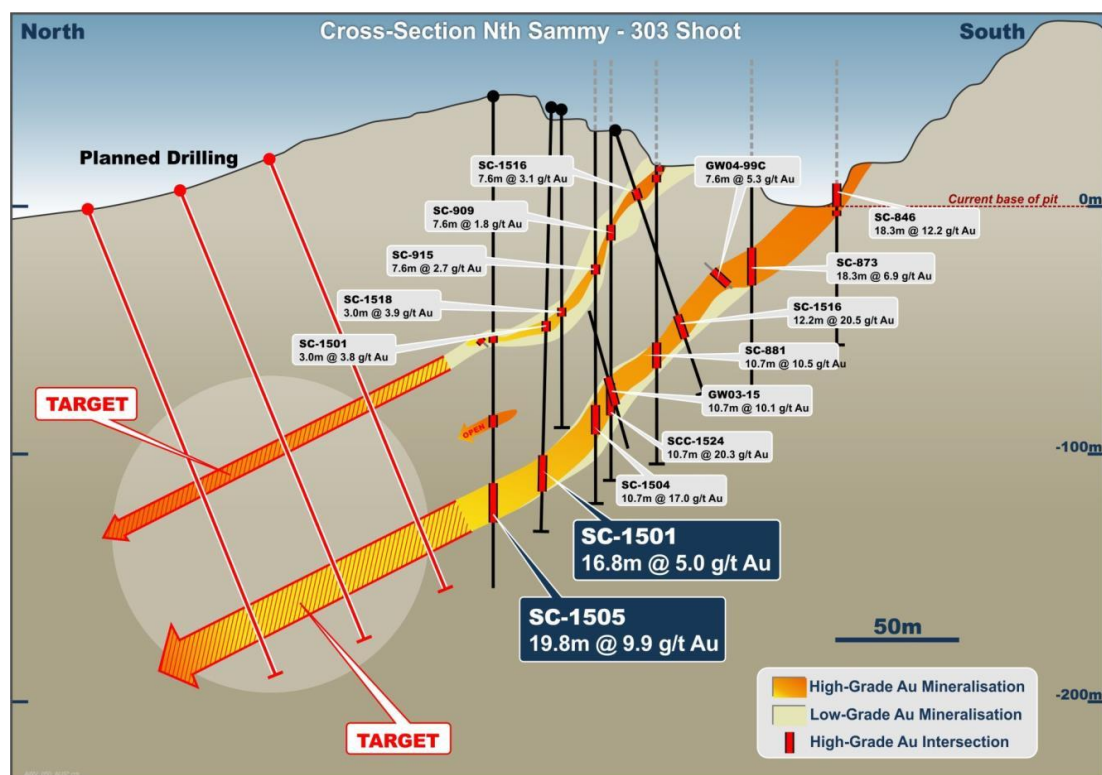 North
Cross-Section Nth Sammy - 303 Shoot
South
Planned Drilling
SC-1516
7.6m @ 3.1 g/t Au
GW04-99C
7.6m @ 5.3 g/t Au
Current base of pit
0m
SC-909
7.6m @ 1.8 g/t Au
SC-846
18.3m @ 12.2 g/t Au
SC-915
7.6m @ 2.7 g/t Au
SC-873
18.3m @ 6.9 g/t Au
SC-1518
3.0m @ 3.9 g/t Au
SC-1516
12.2m @ 20.5 g/t Au
SC-1501
3.0m @ 3.8 g/t Au
SC-881
10.7m @ 10.5 g/t Au
TARGET
GW03-15
10.7m @ 10.1 g/t Au
OPEN
SCC-1524
10.7m @ 20.3 g/t Au
-100m
SC-1504
10.7m @ 17.0 g/t Au
SC-1501
16.8m @ 5.0 g/t Au
SC-1505
19.8m @ 9.9 g/t Au
50m
High-Grade Au Mineralisation
-200m
Low-Grade Au Mineralisation
TARGET
High-Grade Au Intersection